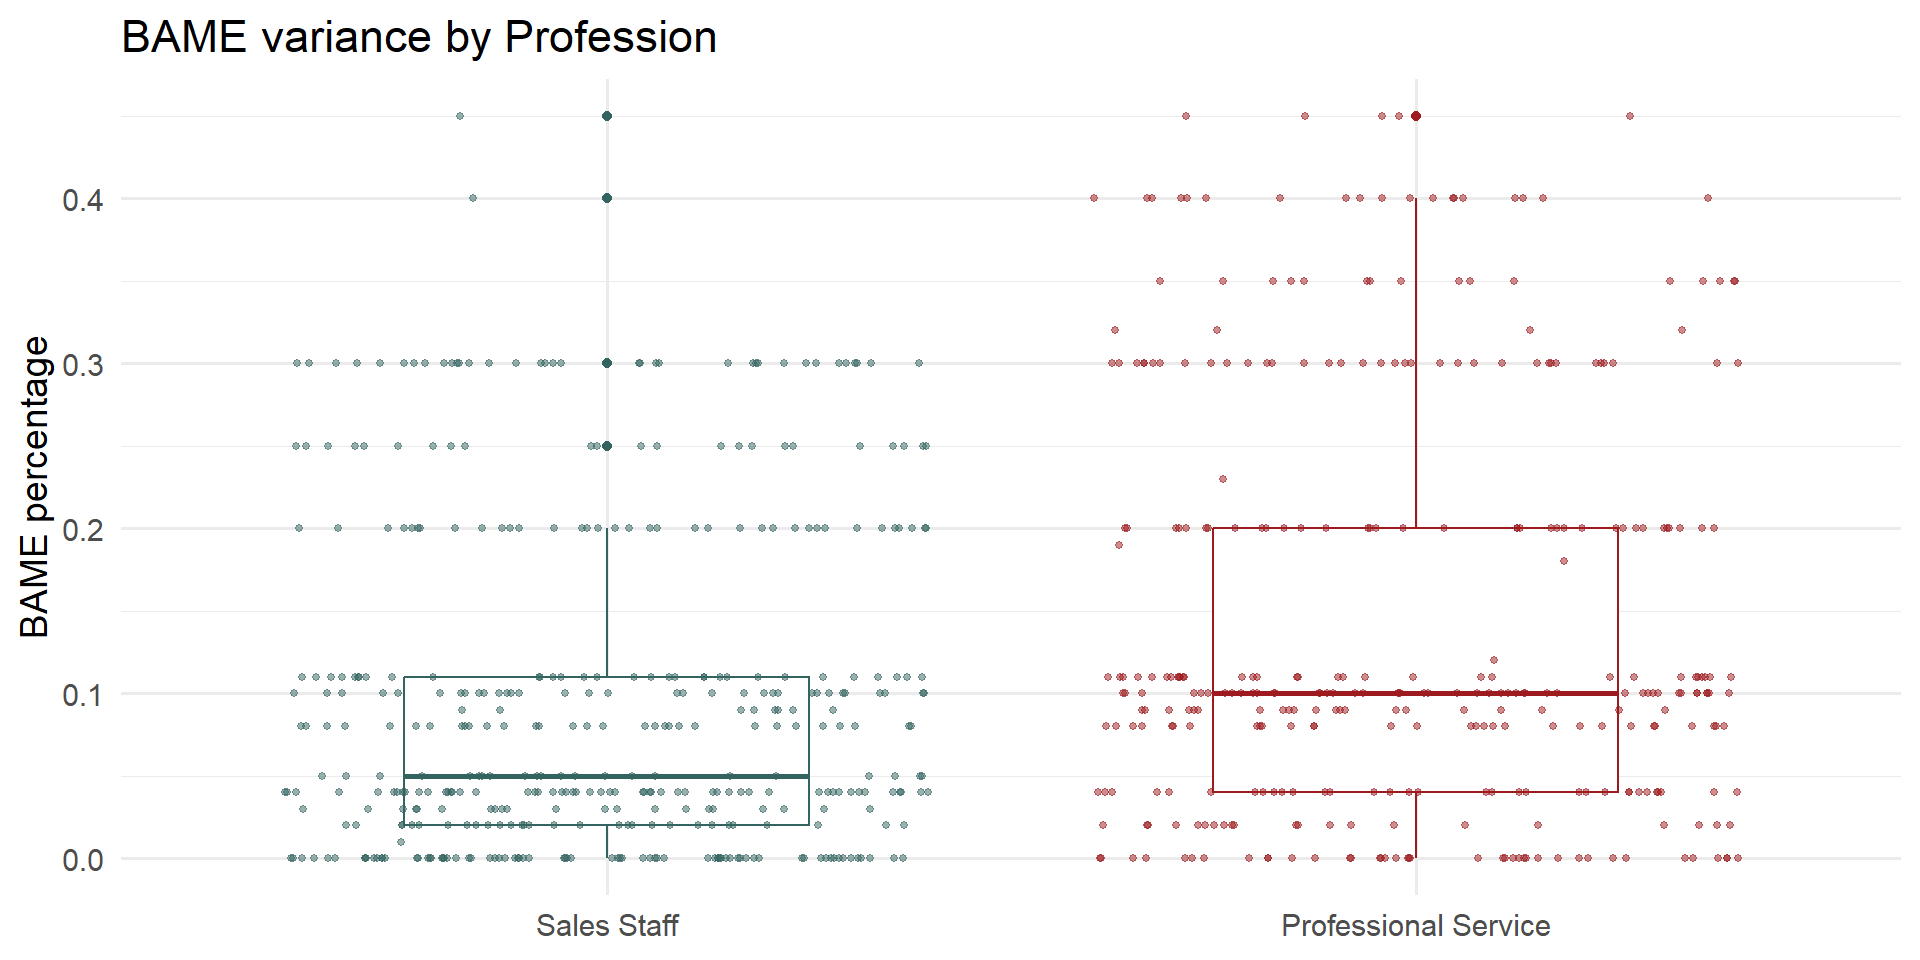 BAME variance by Profession
BAME percentage
0.4
0.3
0.2
0.1
0.0
Sales Staff
Professional Service